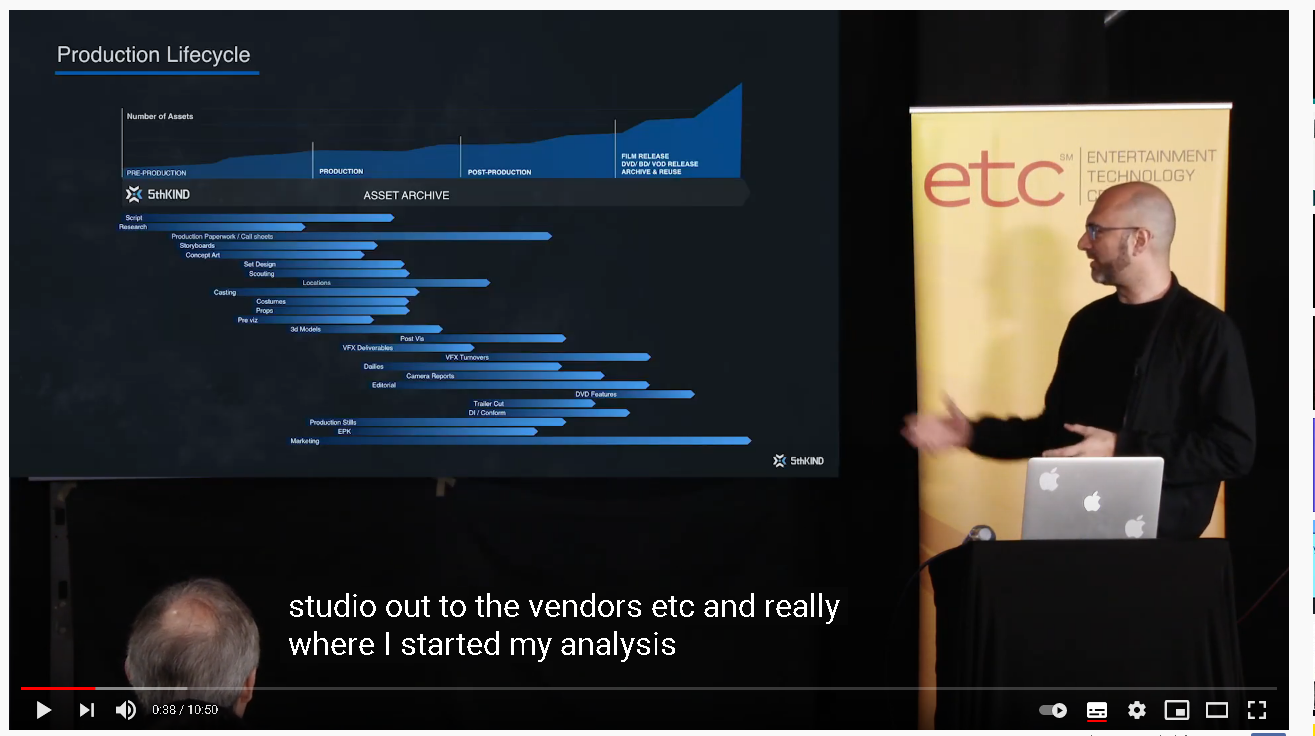 Production Lifecycle
Number of Assets
PRE-PRODUCTION
PRODUCTION
POST-PRODUCTION
FILM RELEASE
DVD/ BD/ VOD RELEASE
ARCHIVE & REUSE
5thKIND
ASSET ARCHIVE
Script
Research
Production Paperwork / Call sheets
Storyboards
Concept Art
Set Design
Scouting
Locations
Casting
Costumes
Props
Pre viz
3d Models
Post Vis
VFX Deliverables
VFX Turnovers
Dailies
Camera Reports
Editorial
DVD Features
Trailer Cut
DI / Conform
Production Stills
EPK
Marketing
5thKIND
etc SM
ENTERTAINMENT
TECHNOLOGY
studio out to the vendors etc and really
where I started my analysis
0:38 / 10:50